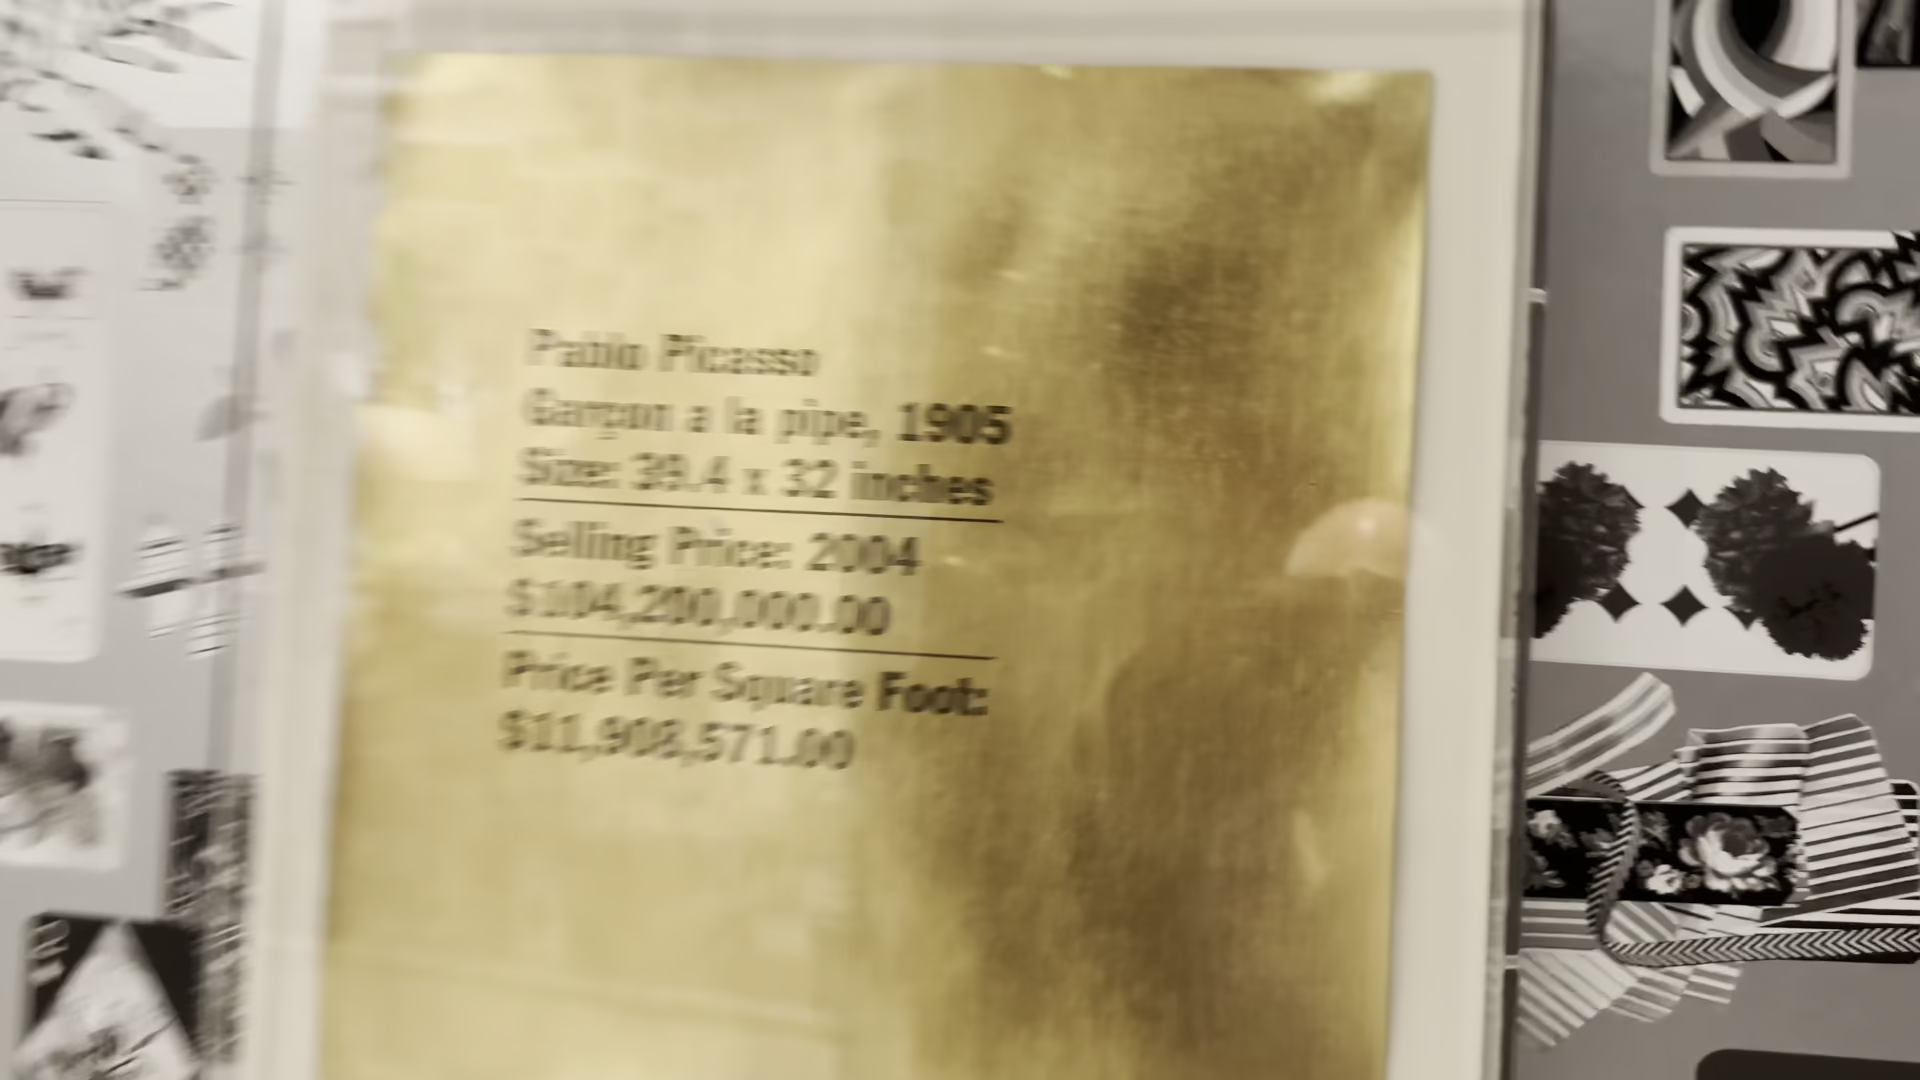 Pablo Picasso
Garçon a la pipe, 1905
Size: 39.4 x 32 inches
Selling Price: 2004
$104,200,000.00
Price Per Square Foot:
$11,908,571.00